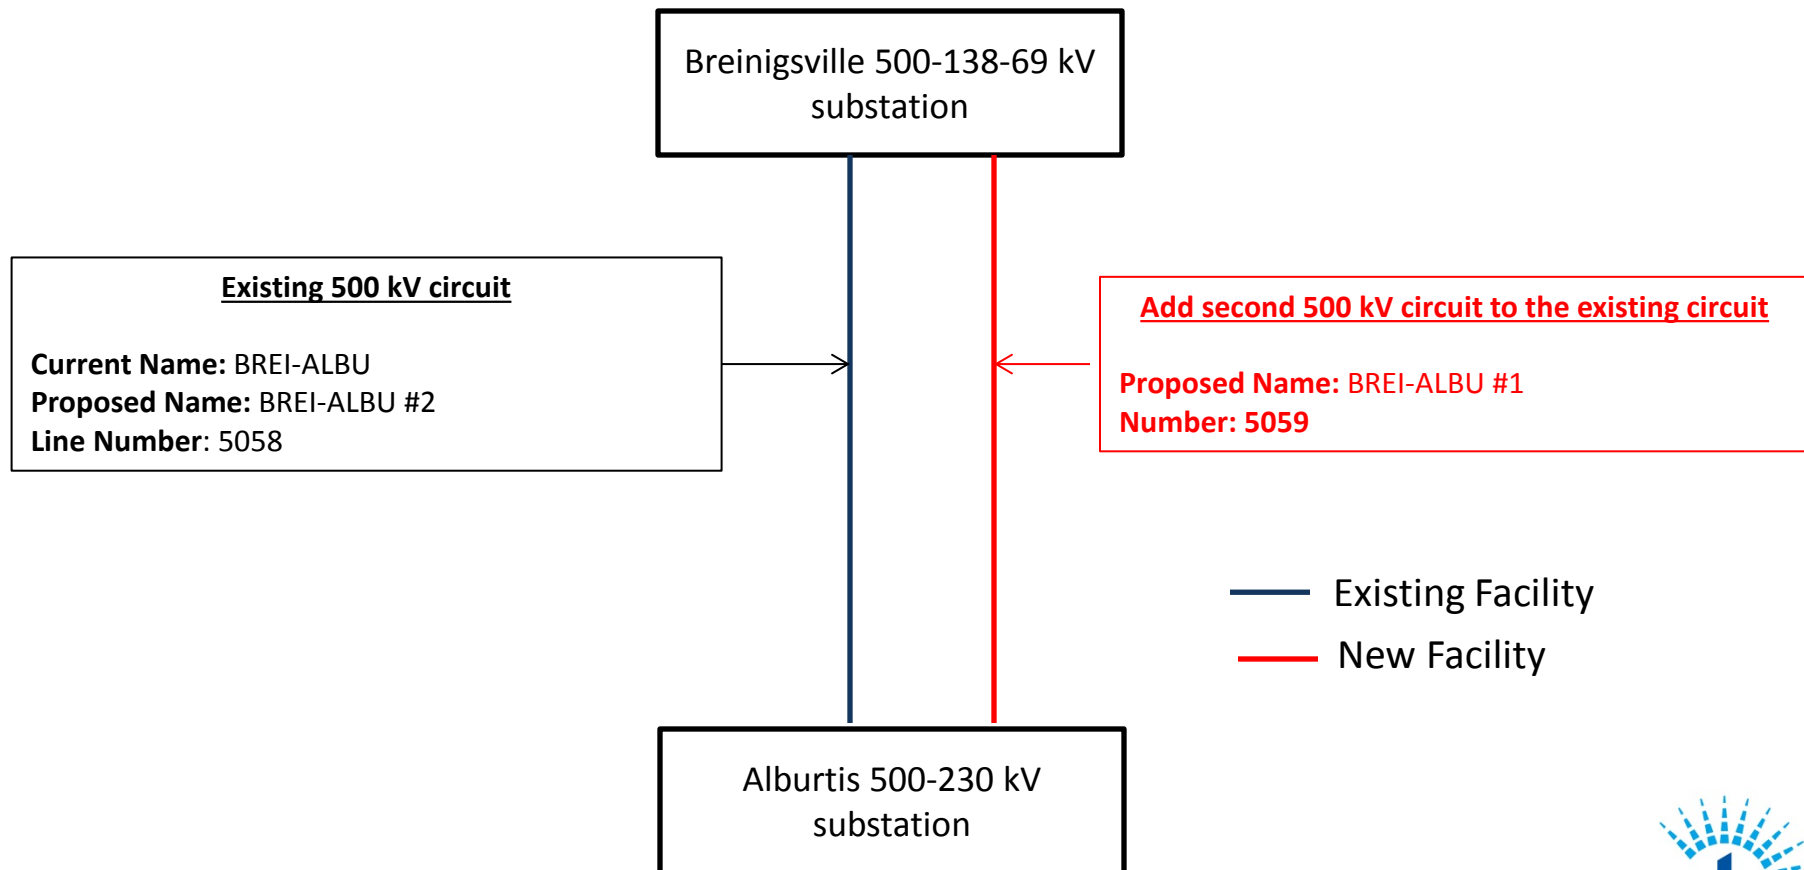 Breinigsville 500-138-69 kV
substation
Existing 500 kV circuit
Current Name: BREI-ALBU
Proposed Name: BREI-ALBU #2
Line Number: 5058
Add second 500 kV circuit to the existing circuit
Proposed Name: BREI-ALBU #1
Number: 5059
Existing Facility
New Facility
Alburtis 500-230 kV
substation